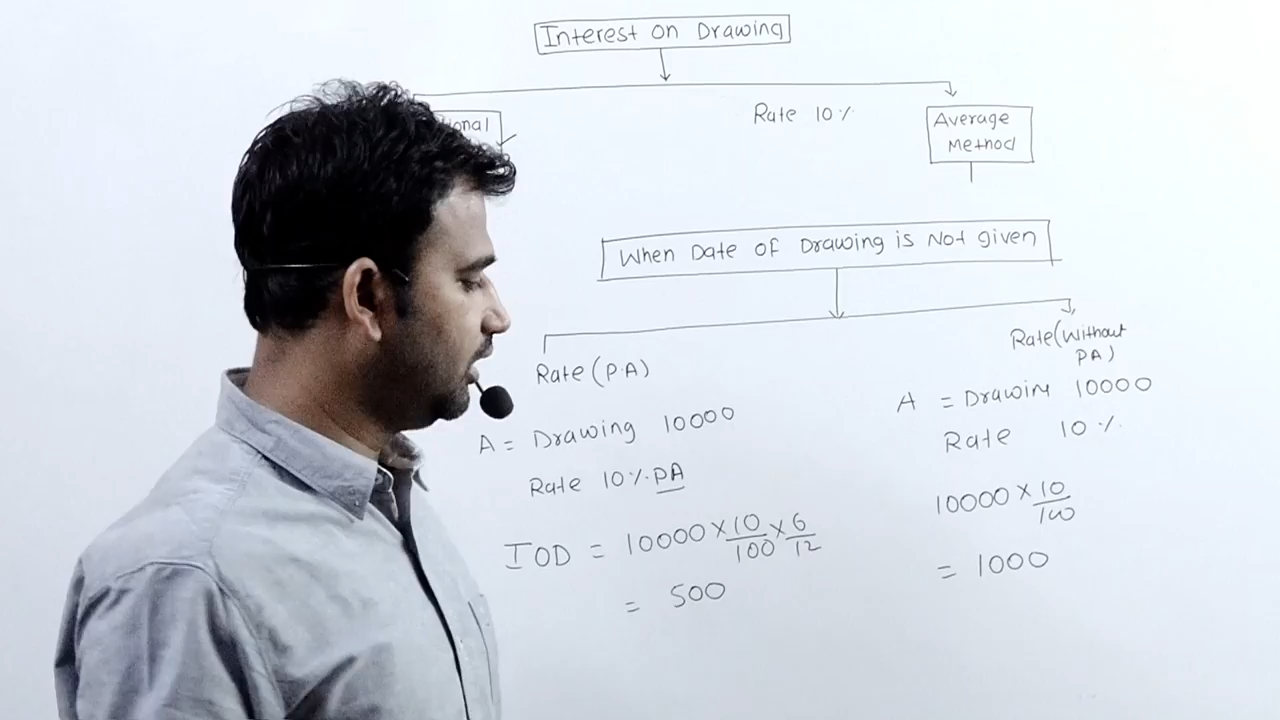 Interest on Drawing
Rate 10%
Average
Method
When Date of Drawing is Not given
Rate (P.A)
A = Drawing 10000
Rate 10% PA
IOD = 10000 × 10/100 × 6/12
= 500
Rate (Without
PA)
A = Drawing 10000
Rate 10%
10000 × 10/100
= 1000